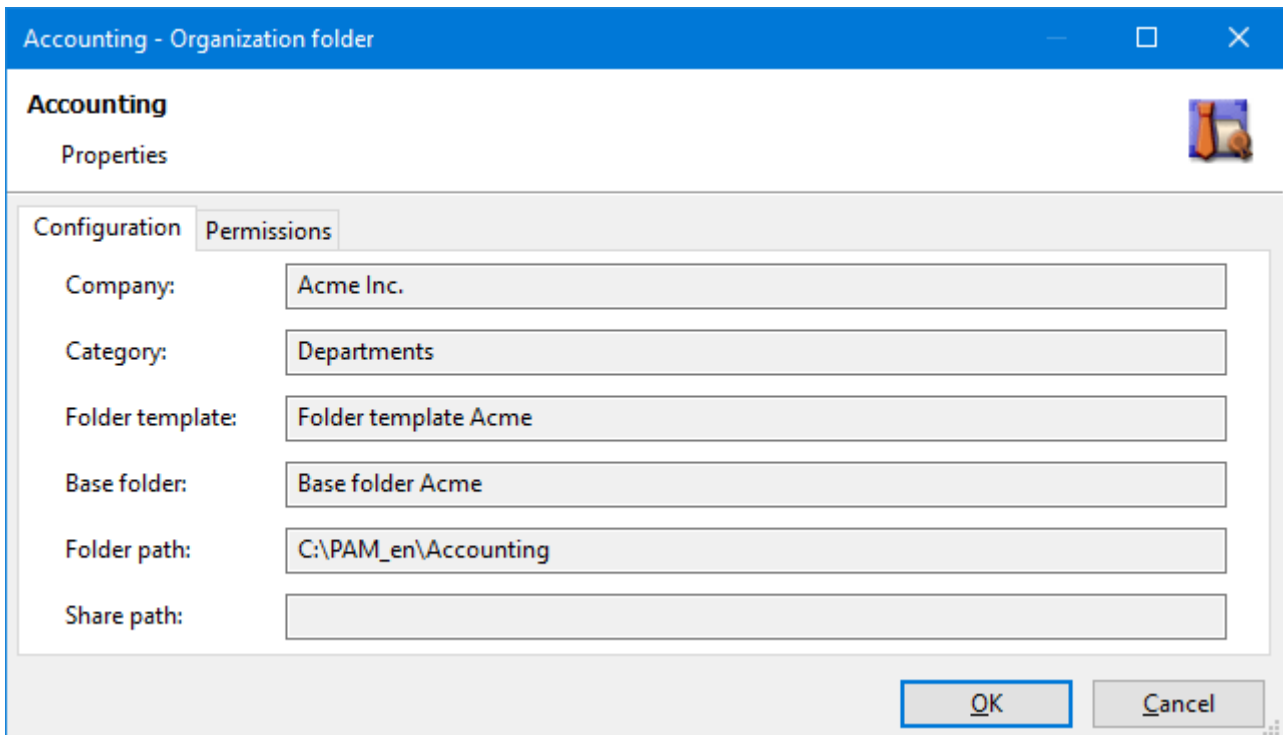 Accounting - Organization folder
Accounting
Properties
Configuration Permissions
Company: Acme Inc.
Category: Departments
Folder template: Folder template Acme
Base folder: Base folder Acme
Folder path: C:\PAM_en\Accounting
Share path:
OK Cancel